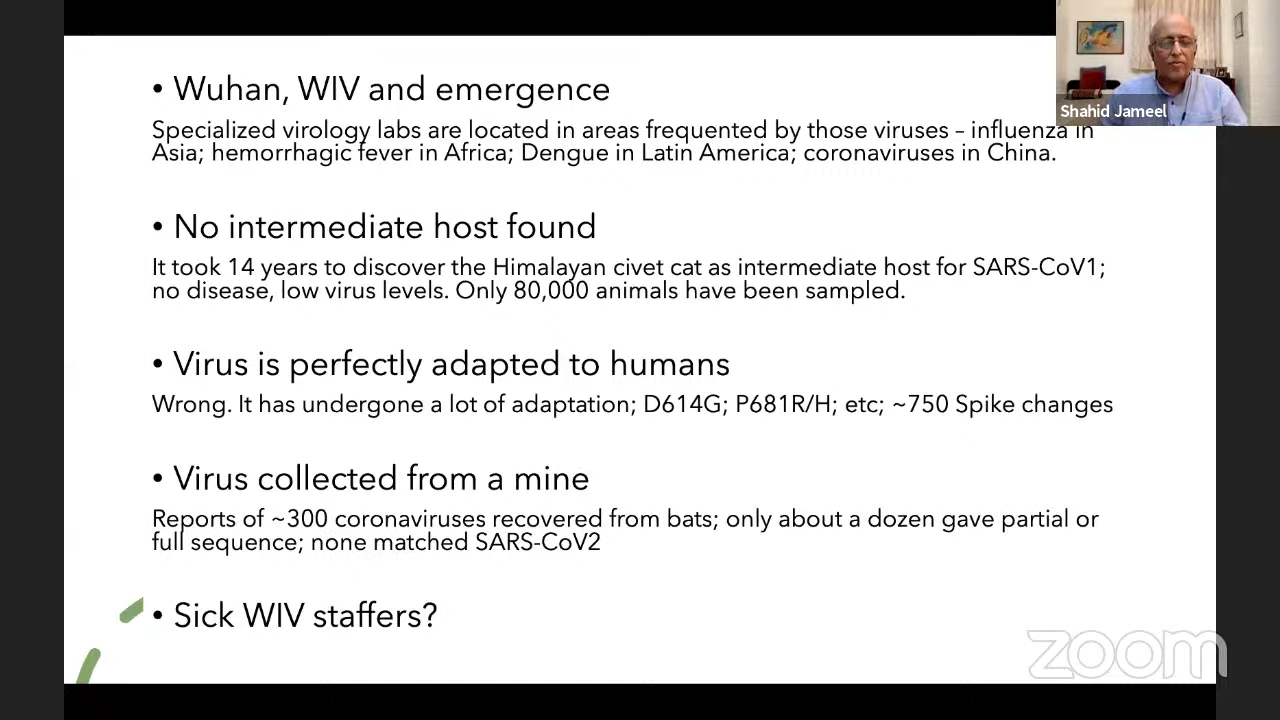 • Wuhan, WIV and emergence
Specialized virology labs are located in areas frequented by those viruses – influenza in
Asia; hemorrhagic fever in Africa; Dengue in Latin America; coronaviruses in China.
• No intermediate host found
It took 14 years to discover the Himalayan civet cat as intermediate host for SARS-CoV1;
no disease, low virus levels. Only 80,000 animals have been sampled.
• Virus is perfectly adapted to humans
Wrong. It has undergone a lot of adaptation; D614G; P681R/H; etc; ~750 Spike changes
• Virus collected from a mine
Reports of ~300 coronaviruses recovered from bats; only about a dozen gave partial or
full sequence; none matched SARS-CoV2
• Sick WIV staffers?
Shahid Jameel
zoom